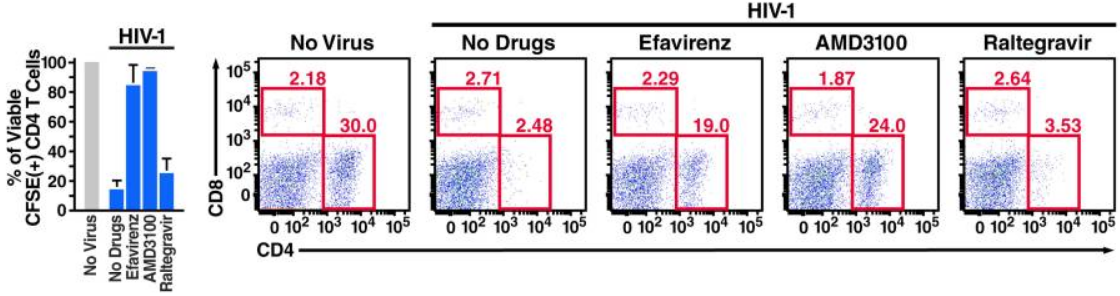 HIV-1
HIV-1
No Virus
No Drugs
Efavirenz
AMD3100
Raltegravir
% of Viable
CFSE(+) CD4 T Cells
100
80
60
40
20
0
No Virus
No Drugs
Efavirenz
AMD3100
Raltegravir
CD8
10⁵
10⁴
10³
10²
0
2.18
30.0
2.71
2.48
2.29
19.0
1.87
24.0
2.64
3.53
0 10² 10³ 10⁴ 10⁵
0 10² 10³ 10⁴ 10⁵
0 10² 10³ 10⁴ 10⁵
0 10² 10³ 10⁴ 10⁵
0 10² 10³ 10⁴ 10⁵
CD4